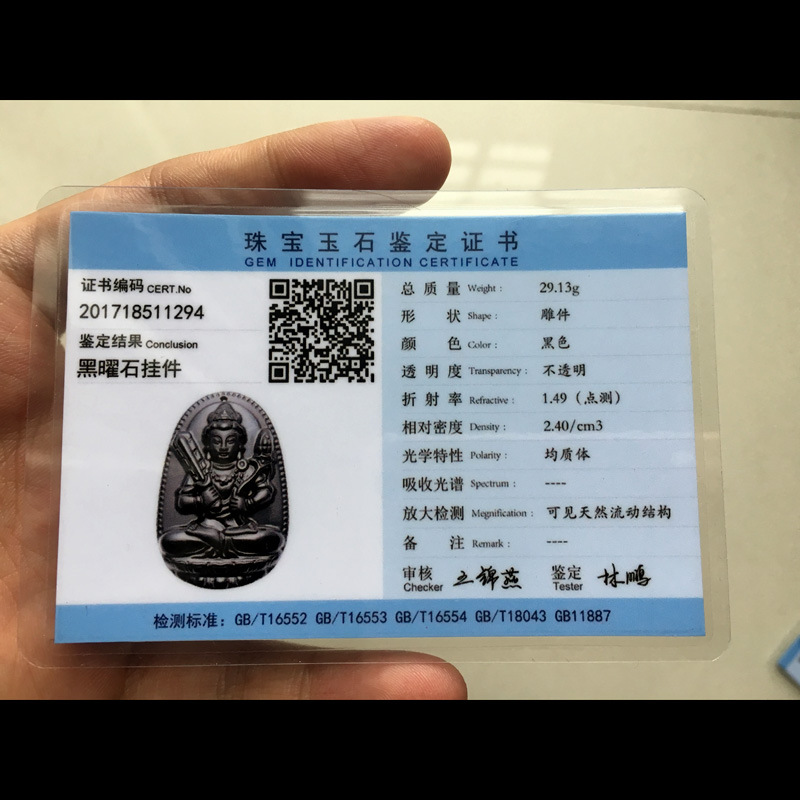 珠宝玉石鉴定证书
GEM IDENTIFICATION CERTIFICATE
证书编码 CERT.No
201718511294
鉴定结果 Conclusion
黑曜石挂件
总质量 Weight : 29.13g
形状 Shape : 雕件
颜色 Color : 黑色
透明度 Transparency : 不透明
折射率 Refractive : 1.49（点测）
相对密度 Density : 2.40/cm3
光学特性 Polarity : 均质体
吸收光谱 Spectrum : ----
放大检测 Megnification : 可见天然流动结构
备注 Remark : ----
审核 Checker 王锦燕 鉴定 Tester 林鹏
检测标准: GB/T16552 GB/T16553 GB/T16554 GB/T18043 GB11887